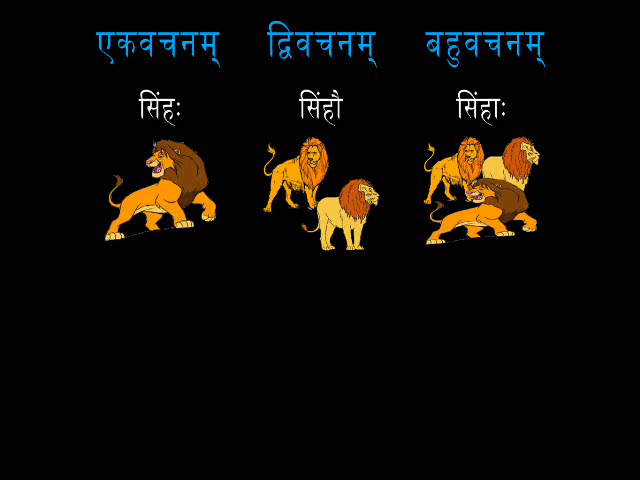 एकवचनम् द्विवचनम् बहुवचनम्
सिंहः सिंहौ सिंहाः